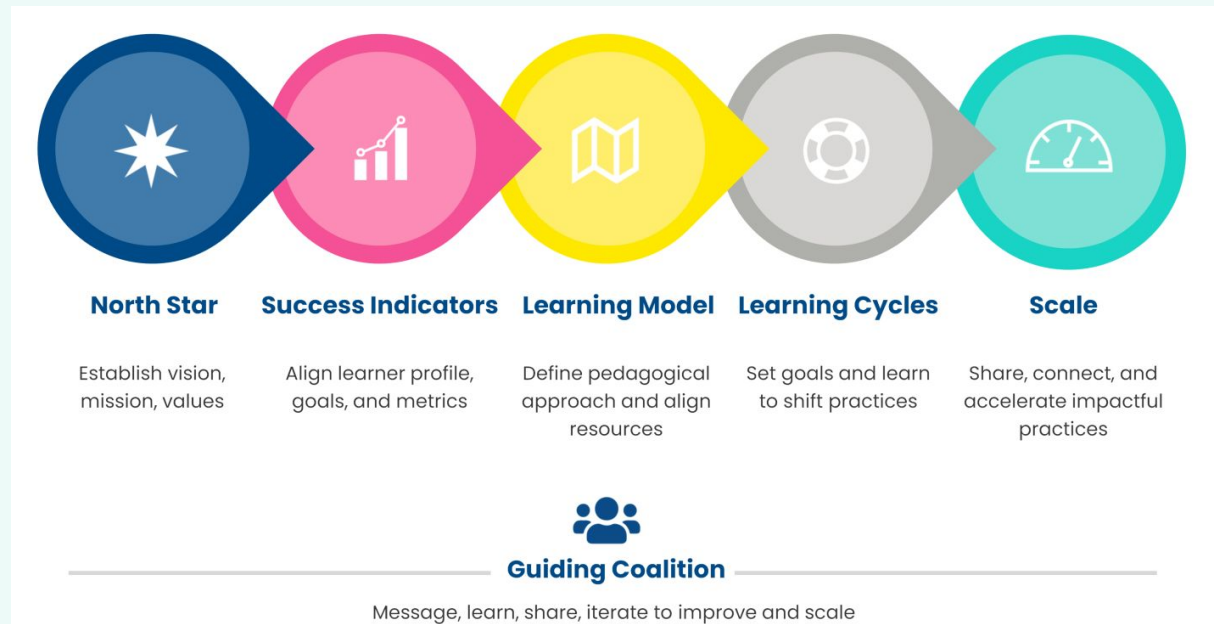 North Star
Establish vision,
mission, values
Success Indicators
Align learner profile,
goals, and metrics
Learning Model
Define pedagogical
approach and align
resources
Learning Cycles
Set goals and learn
to shift practices
Scale
Share, connect, and
accelerate impactful
practices
Guiding Coalition
Message, learn, share, iterate to improve and scale